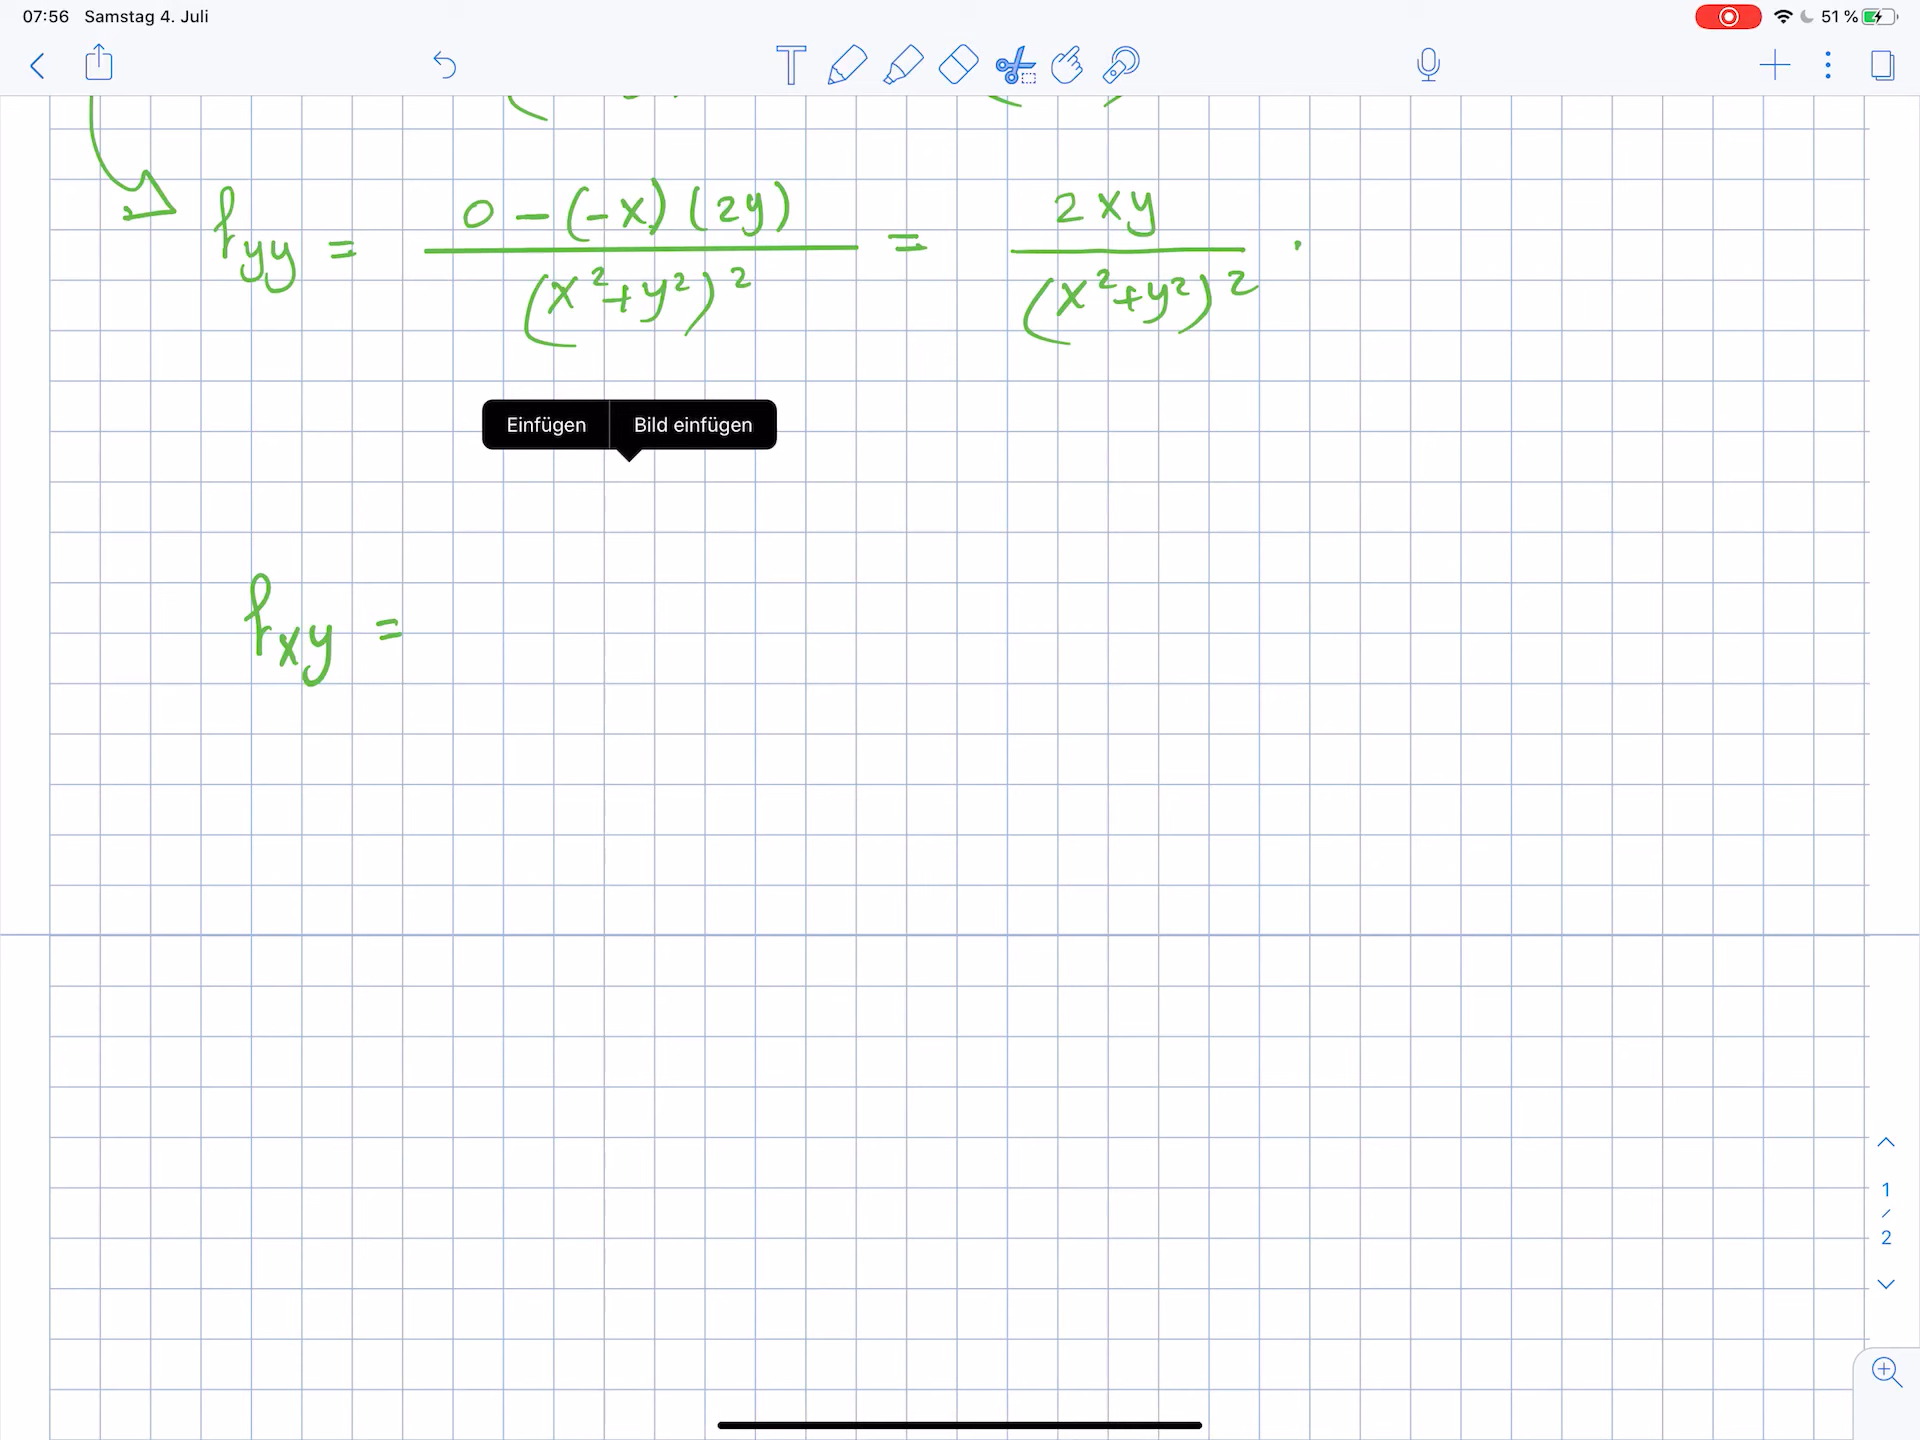 07:56 Samstag 4. Juli 51 %
f_yy = (0 - (-x)(2y)) / (x²+y²)² = 2xy / (x²+y²)² .
Einfügen Bild einfügen
f_xy =
1
/
2